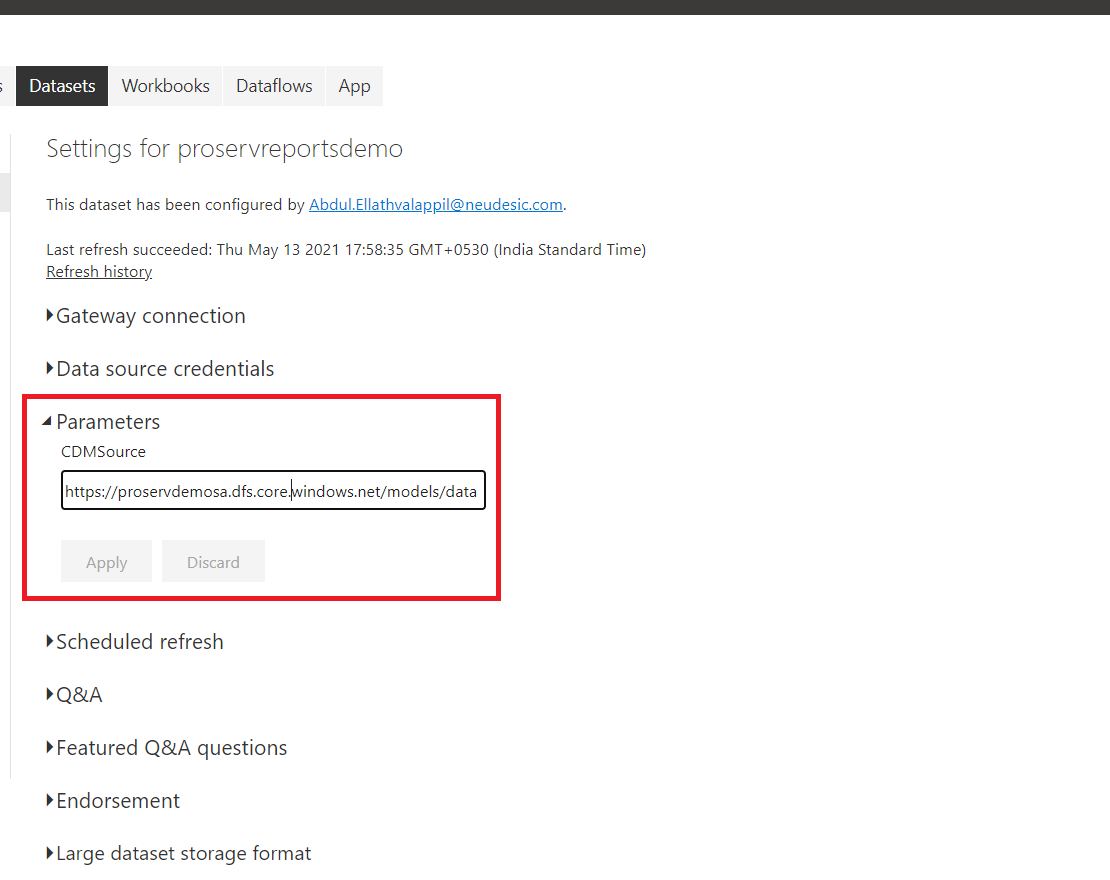 s Datasets Workbooks Dataflows App
Settings for proservreportsdemo
This dataset has been configured by Abdul.Ellathvalappil@neudesic.com.
Last refresh succeeded: Thu May 13 2021 17:58:35 GMT+0530 (India Standard Time)
Refresh history
Gateway connection
Data source credentials
Parameters
CDMSource
https://proservdemosa.dfs.core.windows.net/models/data
Apply Discard
Scheduled refresh
Q&A
Featured Q&A questions
Endorsement
Large dataset storage format